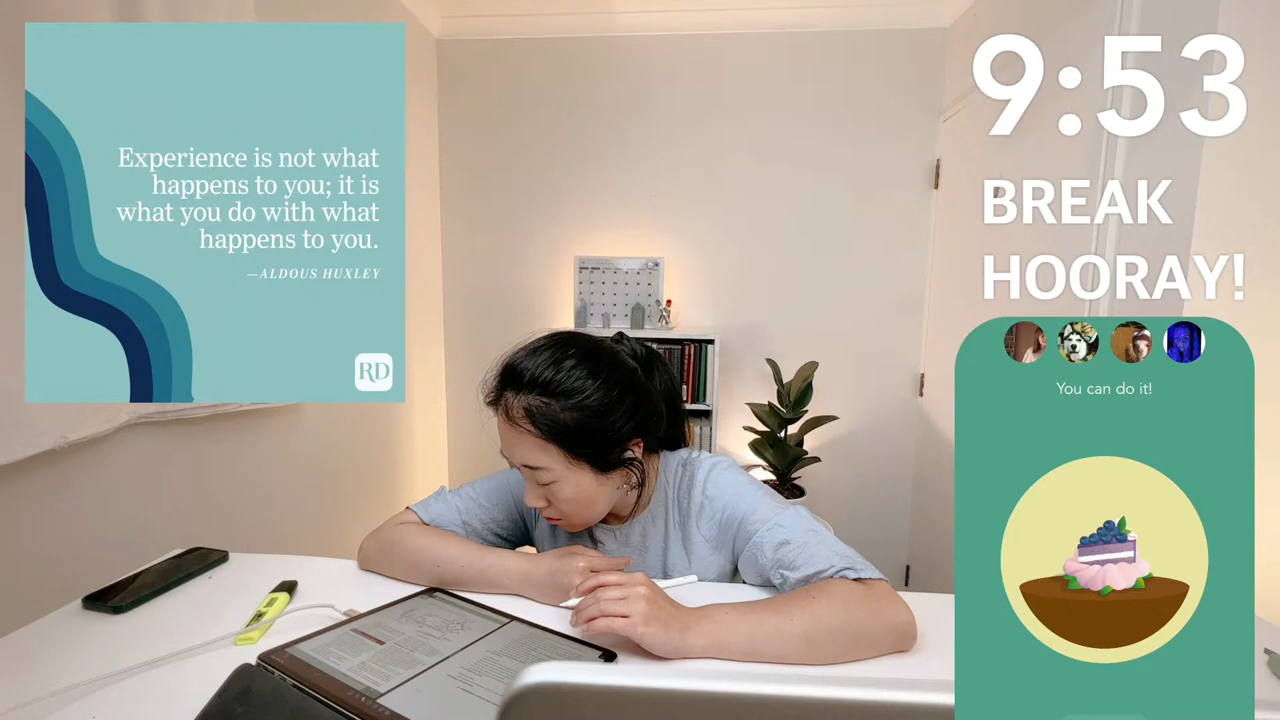 Experience is not what
happens to you; it is
what you do with what
happens to you.
—ALDOUS HUXLEY
RD
9:53
BREAK
HOORAY!
You can do it!